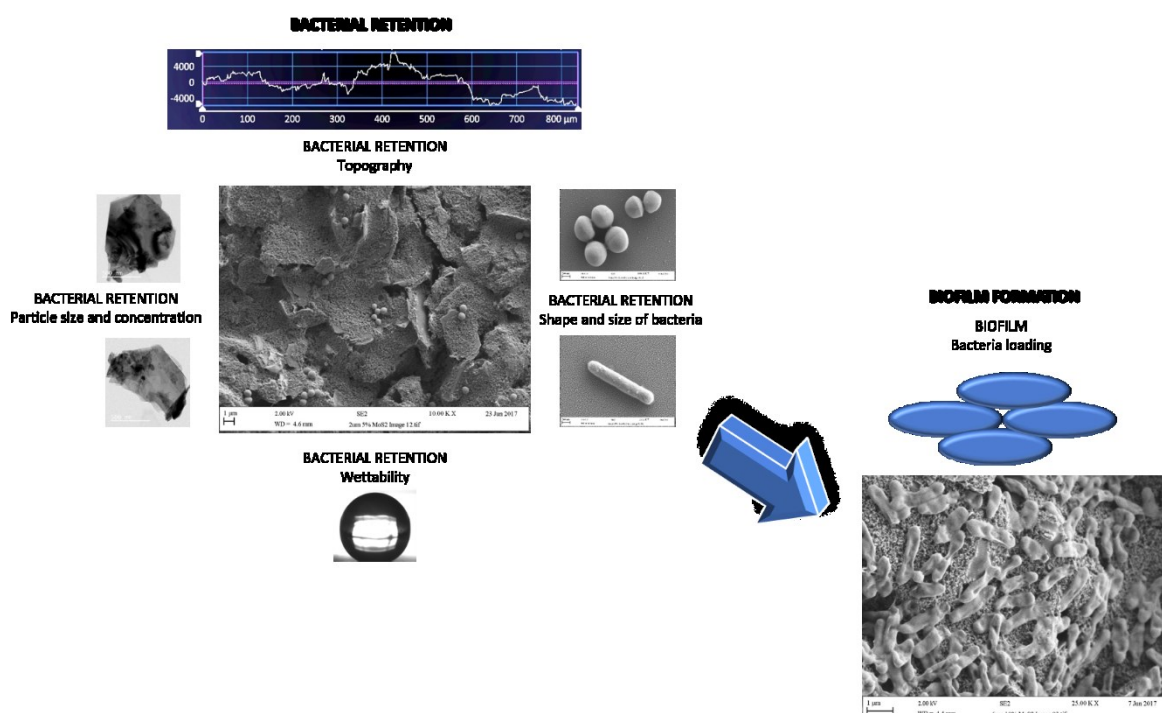 BACTERIAL RETENTION
4000
0
-4000
0 100 200 300 400 500 600 700 800 µm
BACTERIAL RETENTION
Topography
BACTERIAL RETENTION
Particle size and concentration
BACTERIAL RETENTION
Shape and size of bacteria
1 µm 2.00 kV SE2 10.00 K X 23 Jun 2017
WD = 4.6 mm
BACTERIAL RETENTION
Wettability
BIOFILM FORMATION
BIOFILM
Bacteria loading
1 µm 2.00 kV SE2 25.00 K X 7 Jun 2017